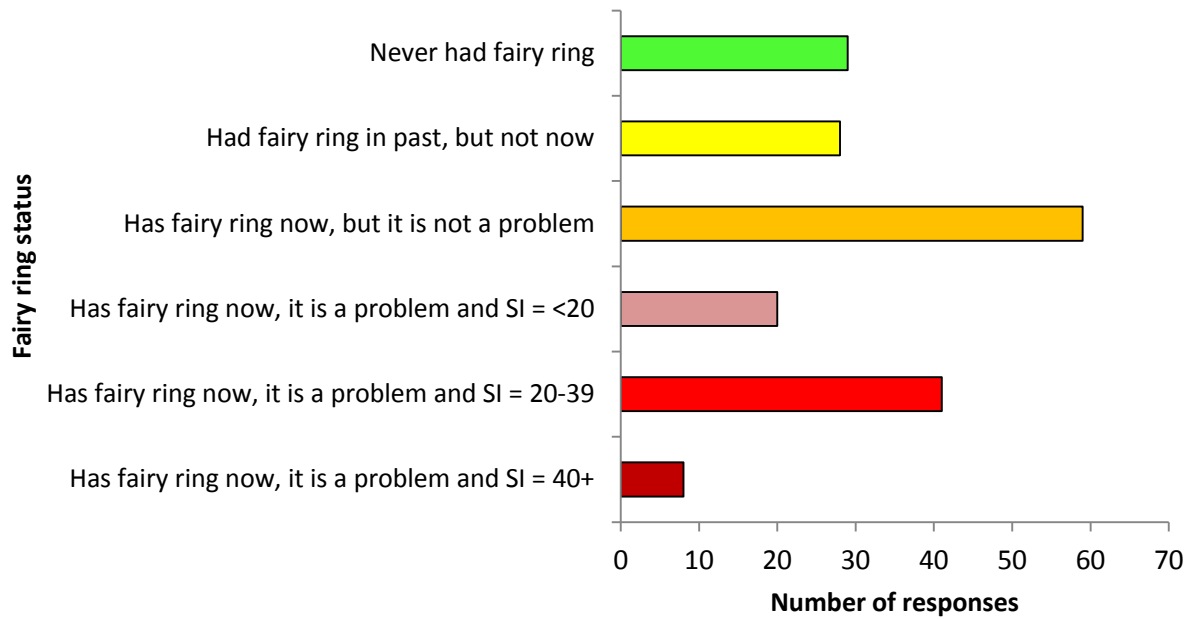 Fairy ring status
Never had fairy ring
Had fairy ring in past, but not now
Has fairy ring now, but it is not a problem
Has fairy ring now, it is a problem and SI = <20
Has fairy ring now, it is a problem and SI = 20-39
Has fairy ring now, it is a problem and SI = 40+
0 10 20 30 40 50 60 70
Number of responses